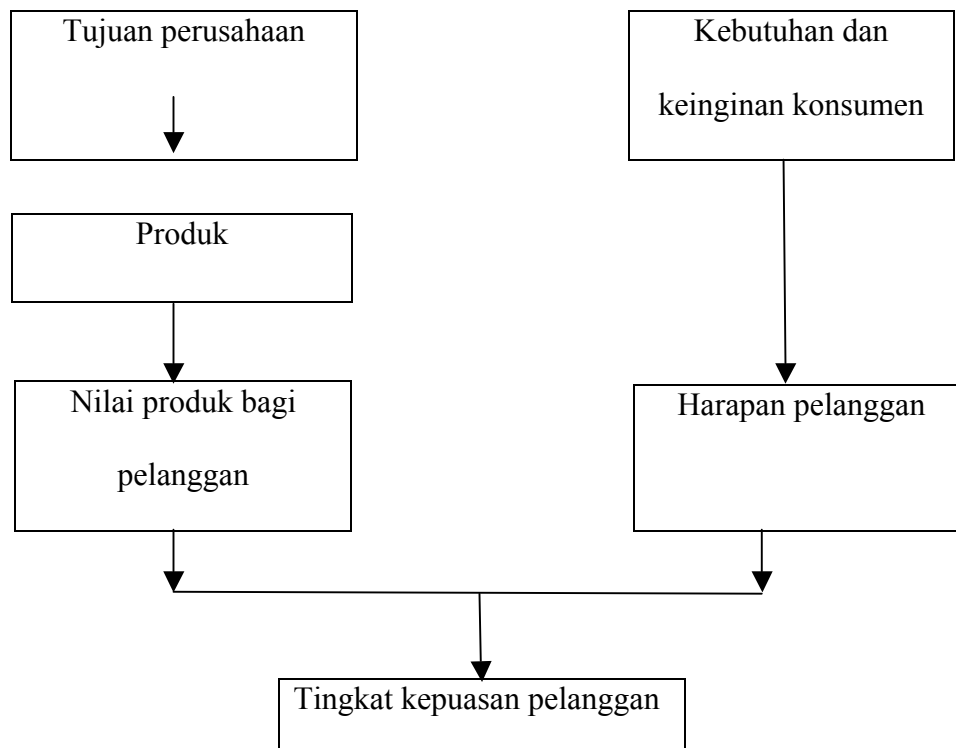 Tujuan perusahaan
Kebutuhan dan
keinginan konsumen
Produk
Nilai produk bagi
pelanggan
Harapan pelanggan
Tingkat kepuasan pelanggan